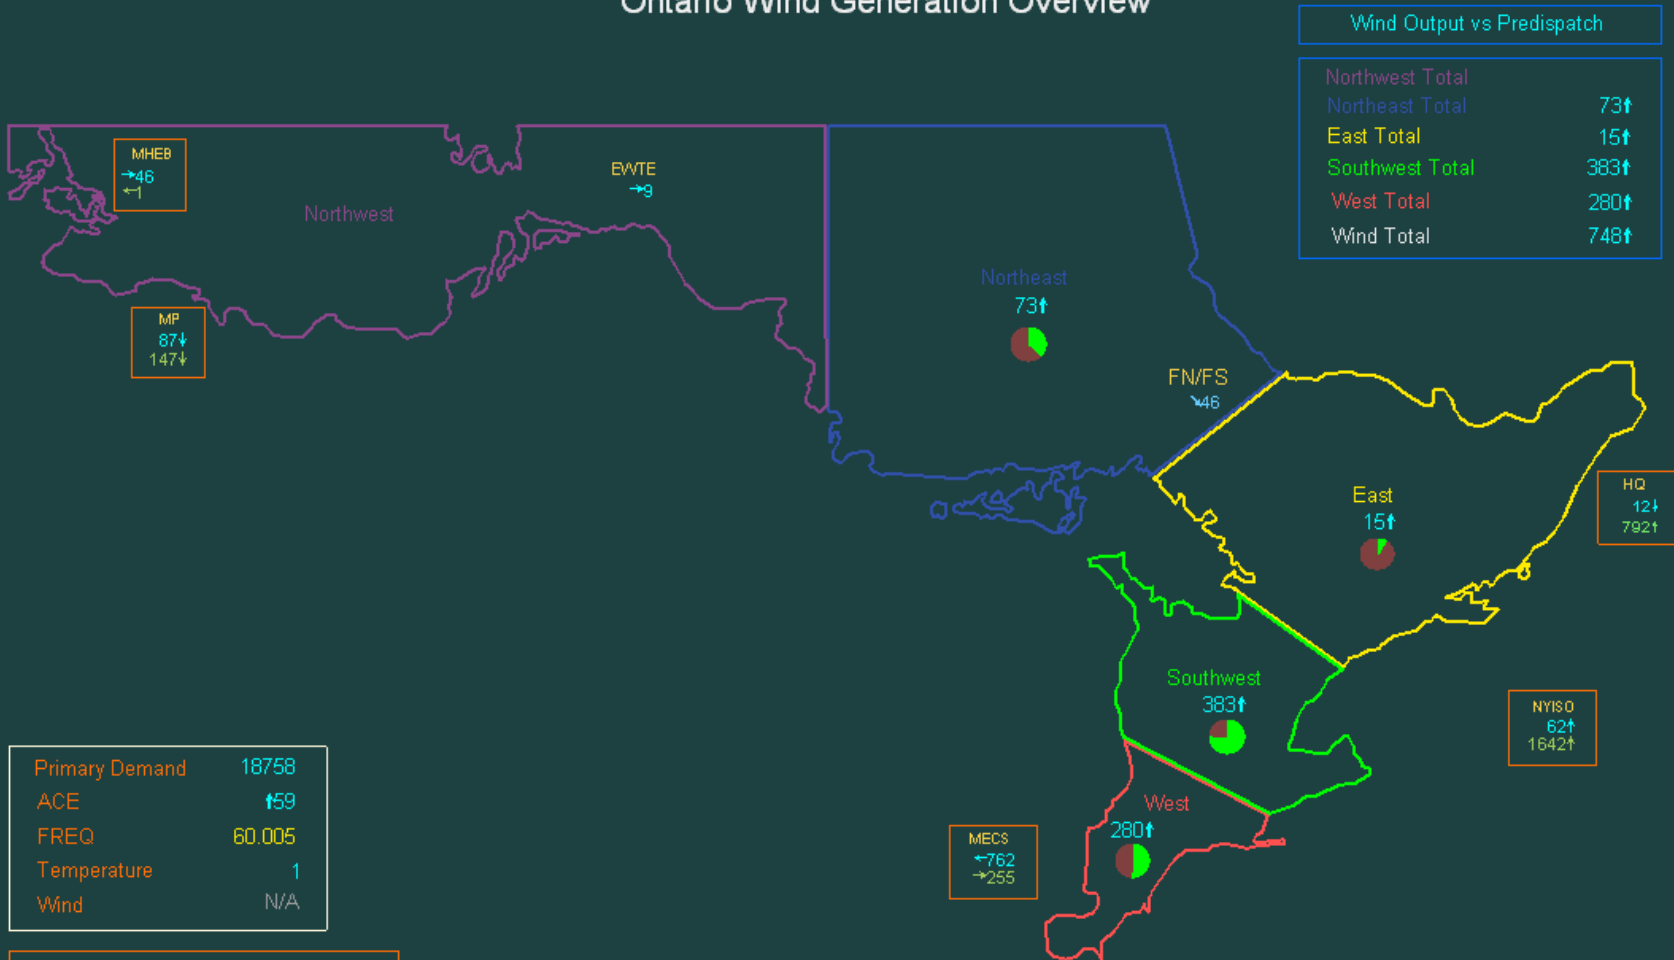 Ontario Wind Generation Overview
Wind Output vs Predispatch
Northwest Total
Northeast Total 73↑
East Total 15↑
Southwest Total 383↑
West Total 280↑
Wind Total 748↑
MHEB
→46
←1
EWTE
→9
Northwest
MP
87↓
147↓
Northeast
73↑
FN/FS
↘46
East
15↑
HQ
12↓
792↑
Southwest
383↑
NYISO
62↑
1642↑
West
280↑
MECS
←762
→255
Primary Demand 18758
ACE ↑59
FREQ 60.005
Temperature 1
Wind N/A